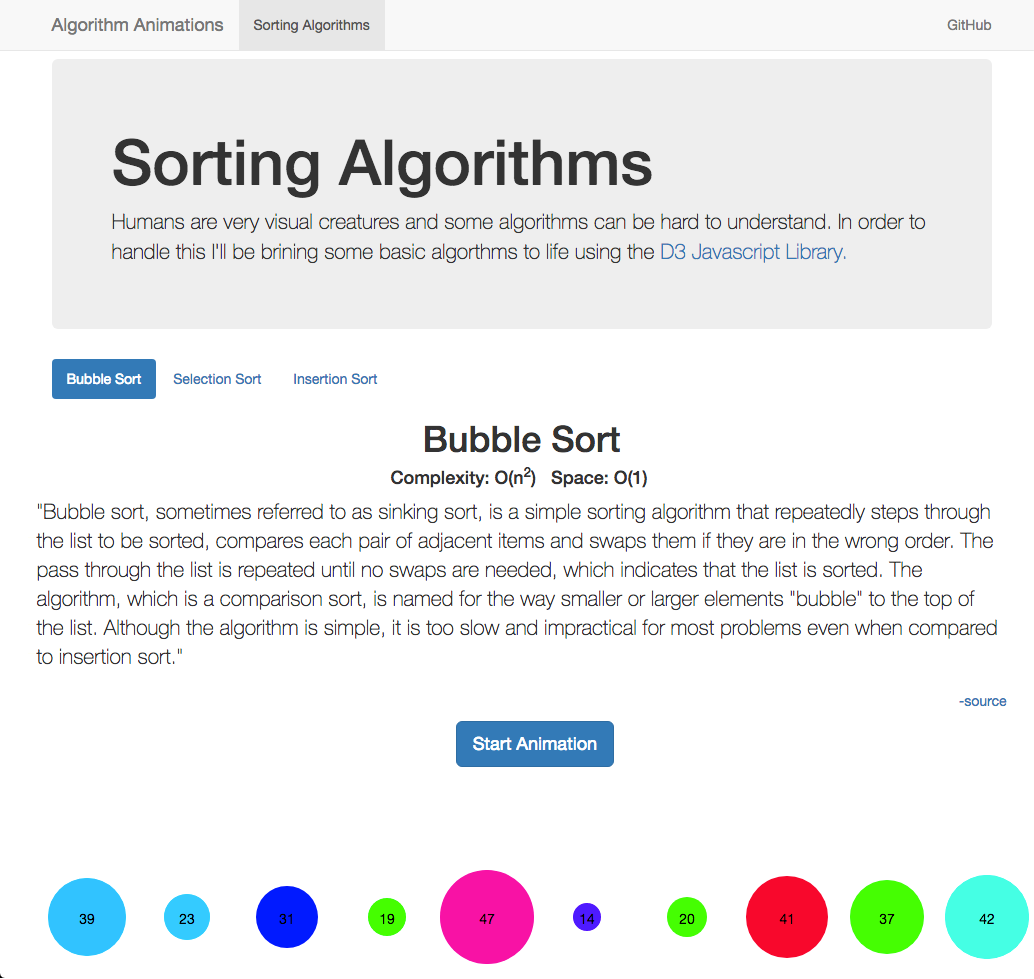 Algorithm Animations Sorting Algorithms GitHub
Sorting Algorithms
Humans are very visual creatures and some algorithms can be hard to understand. In order to
handle this I'll be brining some basic algorthms to life using the D3 Javascript Library.
Bubble Sort Selection Sort Insertion Sort
Bubble Sort
Complexity: O(n²) Space: O(1)
"Bubble sort, sometimes referred to as sinking sort, is a simple sorting algorithm that repeatedly steps through
the list to be sorted, compares each pair of adjacent items and swaps them if they are in the wrong order. The
pass through the list is repeated until no swaps are needed, which indicates that the list is sorted. The
algorithm, which is a comparison sort, is named for the way smaller or larger elements "bubble" to the top of
the list. Although the algorithm is simple, it is too slow and impractical for most problems even when compared
to insertion sort."
-source
Start Animation
39 23 31 19 47 14 20 41 37 42